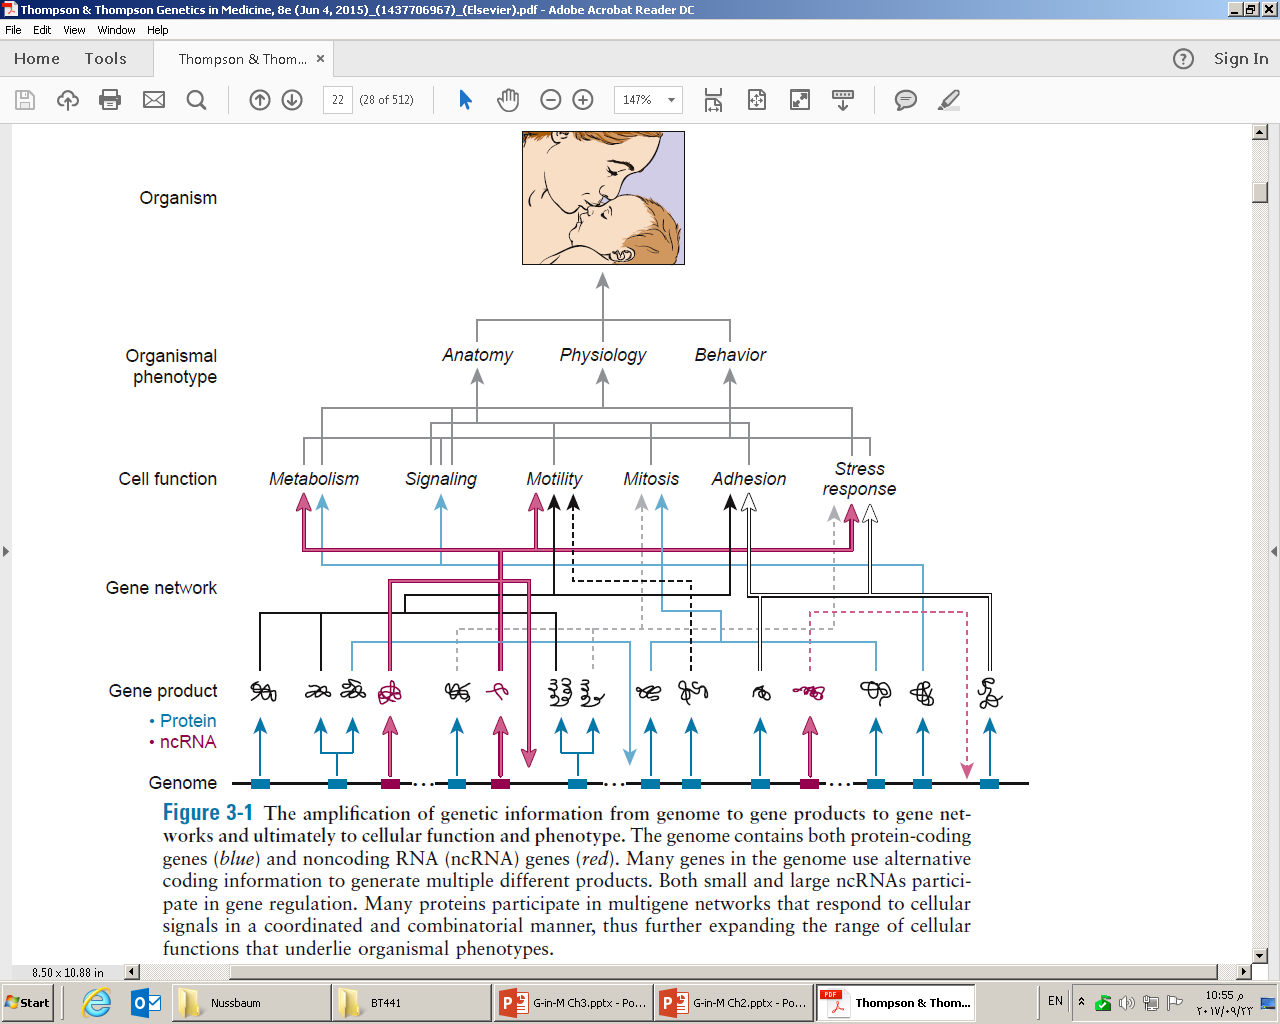 Thompson & Thompson Genetics in Medicine, 8e (Jun 4, 2015)_(1437706967)_(Elsevier).pdf - Adobe Acrobat Reader DC
File Edit View Window Help
Home Tools Thompson & Thom... × ? Sign In
22 (28 of 512) 147%
Organism
Organismal
phenotype
Anatomy Physiology Behavior
Cell function
Metabolism Signaling Motility Mitosis Adhesion Stress
response
Gene network
Gene product
• Protein
• ncRNA
Genome
Figure 3-1 The amplification of genetic information from genome to gene products to gene net-
works and ultimately to cellular function and phenotype. The genome contains both protein-coding
genes (blue) and noncoding RNA (ncRNA) genes (red). Many genes in the genome use alternative
coding information to generate multiple different products. Both small and large ncRNAs partici-
pate in gene regulation. Many proteins participate in multigene networks that respond to cellular
signals in a coordinated and combinatorial manner, thus further expanding the range of cellular
functions that underlie organismal phenotypes.
8.50 x 10.88 in
Start Nussbaum BT441 G-in-M Ch3.pptx - Po... G-in-M Ch2.pptx - Po... Thompson & Thom... EN
10:55 م
٢٠١٧/٠٩/٢٣